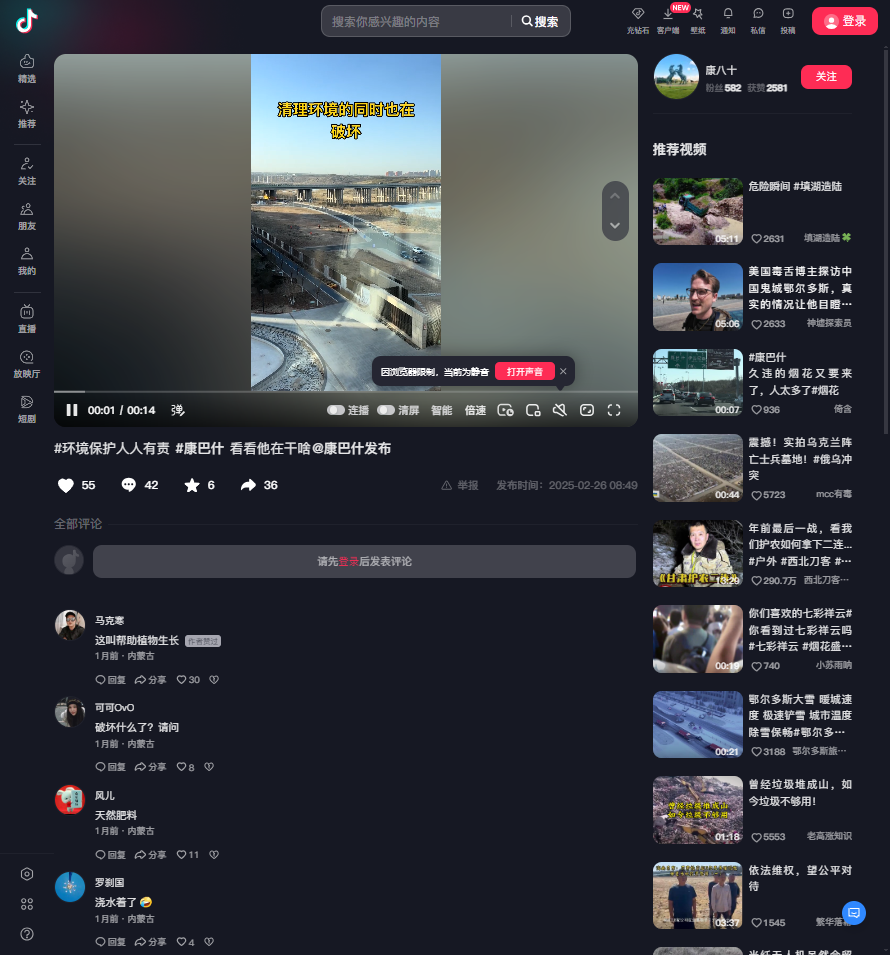 搜索你感兴趣的内容
搜索
充钻石
客户端
NEW
壁纸
通知
私信
投稿
登录
精选
推荐
关注
朋友
我的
直播
放映厅
短剧
清理环境的同时也在
破坏
因浏览器限制,当前为静音
打开声音
00:01 / 00:14
弹
连播
清屏
智能
倍速
#环境保护人人有责 #康巴什 看看他在干啥@康巴什发布
55
42
6
36
举报
发布时间:2025-02-26 08:49
全部评论
请先登录后发表评论
马克寒
这叫帮助植物生长 作者赞过
1月前 · 内蒙古
回复 分享 30
可可OvO
破坏什么了?请问
1月前 · 内蒙古
回复 分享 8
风儿
天然肥料
1月前 · 内蒙古
回复 分享 11
罗刹国
浇水着了
1月前 · 内蒙古
回复 分享 4
康八十
粉丝582 获赞2581
关注
推荐视频
05:11
危险瞬间 #填湖造陆
2631 填湖造陆
05:06
美国毒舌博主探访中
国鬼城鄂尔多斯,真
实的情况让他目瞪…
2633 神墟探索员
00:07
#康巴什
久违的烟花又要来
了,人太多了#烟花
936 倚含
00:44
震撼!实拍乌克兰阵
亡士兵墓地!#俄乌冲
突
5723 mcc有毒
年前最后一战,看我
们护农如何拿下二连...
#户外 #西北刀客 #…
290.7万 西北刀客…
00:19
你们喜欢的七彩祥云#
你看到过七彩祥云吗
#七彩祥云 #烟花盛…
740 小苏雨呐
00:21
鄂尔多斯大雪 暖城速
度 极速铲雪 城市温度
除雪保畅#鄂尔多…
3188 鄂尔多斯旅…
曾经垃圾堆成山
如今垃圾不够用
01:18
曾经垃圾堆成山,如
今垃圾不够用!
5553 老高涨知识
03:37
依法维权,望公平对
待
1545 繁华落